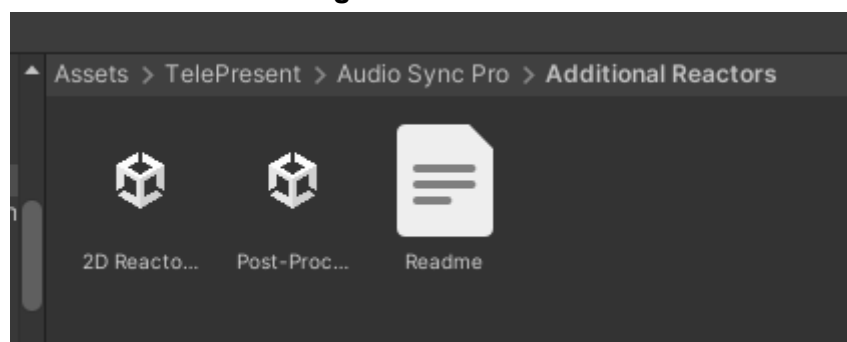 Assets > TelePresent > Audio Sync Pro > Additional Reactors
2D Reacto... Post-Proc... Readme